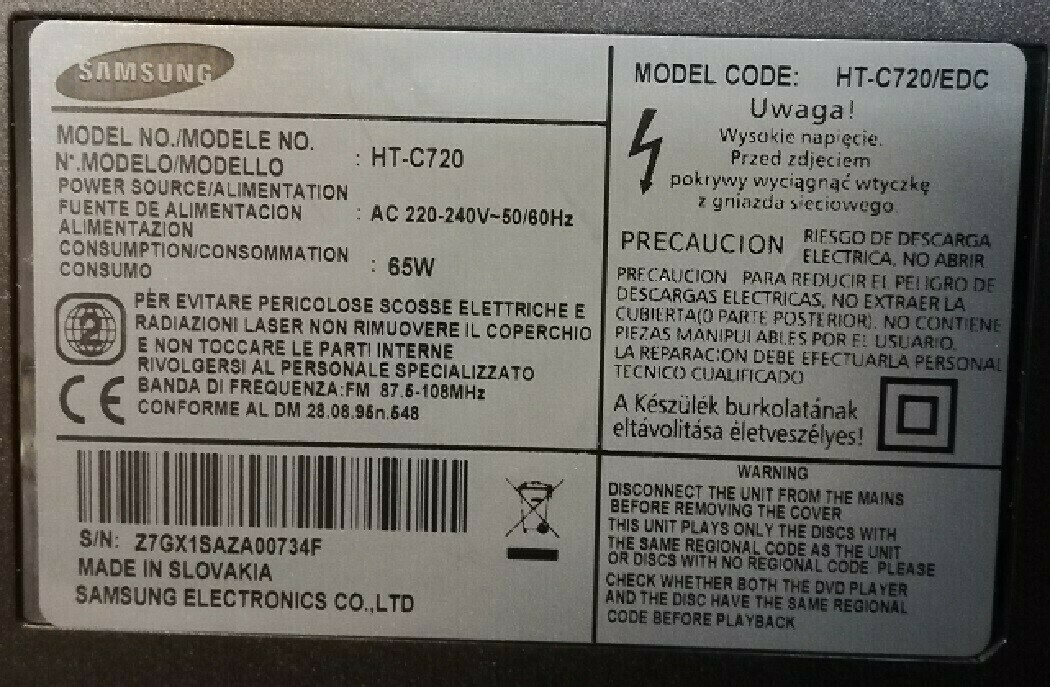 SAMSUNG
MODEL NO./MODELE NO.
N°.MODELO/MODELLO
: HT-C720
POWER SOURCE/ALIMENTATION
FUENTE DE ALIMENTACION
ALIMENTAZION
: AC 220-240V~50/60Hz
CONSUMPTION/CONSOMMATION
CONSUMO
: 65W
2
PER EVITARE PERICOLOSE SCOSSE ELETTRICHE E
RADIAZIONI LASER NON RIMUOVERE IL COPERCHIO
E NON TOCCARE LE PARTI INTERNE
RIVOLGERSI AL PERSONALE SPECIALIZZATO
BANDA DI FREQUENZA:FM 87.5-108MHz
CONFORME AL DM 28.08.95n.548
CE
S/N: Z7GX1SAZA00734F
MADE IN SLOVAKIA
SAMSUNG ELECTRONICS CO.,LTD
MODEL CODE: HT-C720/EDC
Uwaga!
Wysokie napięcie.
Przed zdjęciem
pokrywy wyciągnąć wtyczkę
z gniazda sieciowego.
PRECAUCION
RIESGO DE DESCARGA
ELECTRICA, NO ABRIR
PRECAUCION PARA REDUCIR EL PELIGRO DE
DESCARGAS ELECTRICAS, NO EXTRAER LA
CUBIERTA(O PARTE POSTERIOR). NO CONTIENE
PIEZAS MANIPULABLES POR EL USUARIO.
LA REPARACION DEBE EFECTUARLA PERSONAL
TECNICO CUALIFICADO
A Készülék burkolatának
eltávolitása életveszélyes!
WARNING
DISCONNECT THE UNIT FROM THE MAINS
BEFORE REMOVING THE COVER
THIS UNIT PLAYS ONLY THE DISCS WITH
THE SAME REGIONAL CODE AS THE UNIT
OR DISCS WITH NO REGIONAL CODE. PLEASE
CHECK WHETHER BOTH THE DVD PLAYER
AND THE DISC HAVE THE SAME REGIONAL
CODE BEFORE PLAYBACK